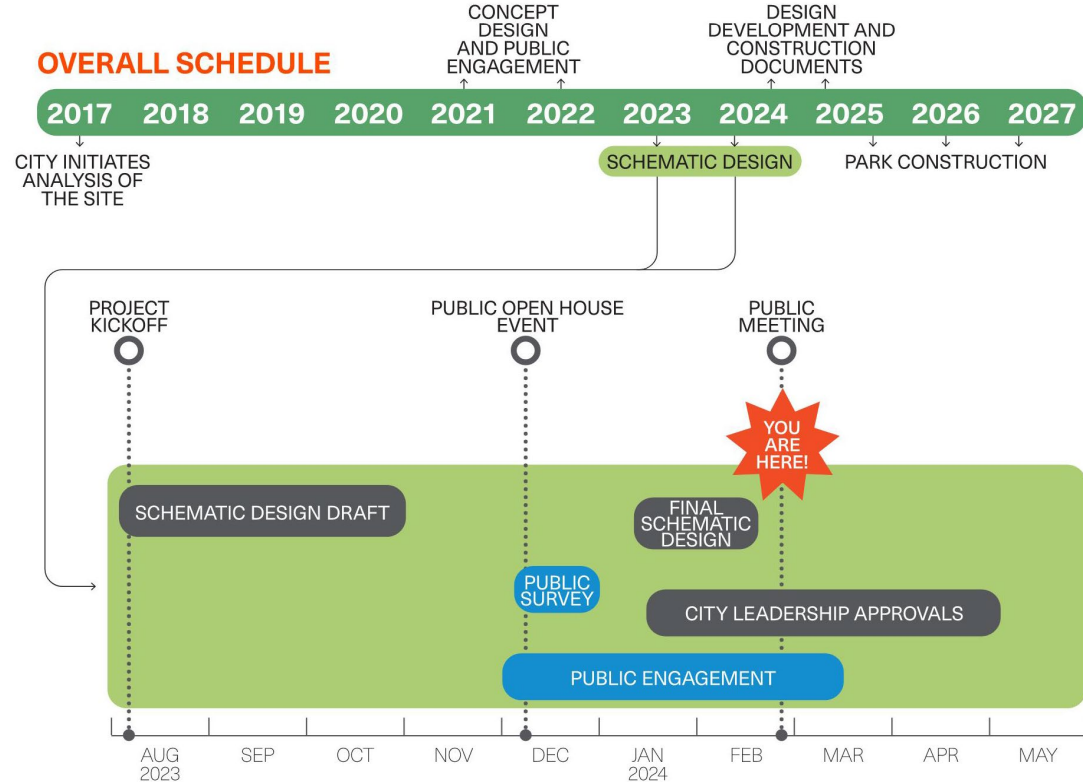 OVERALL SCHEDULE
CONCEPT
DESIGN
AND PUBLIC
ENGAGEMENT
DESIGN
DEVELOPMENT AND
CONSTRUCTION
DOCUMENTS
2017 2018 2019 2020 2021 2022 2023 2024 2025 2026 2027
CITY INITIATES
ANALYSIS OF
THE SITE
SCHEMATIC DESIGN
PARK CONSTRUCTION
PROJECT
KICKOFF
PUBLIC OPEN HOUSE
EVENT
PUBLIC
MEETING
YOU
ARE
HERE!
SCHEMATIC DESIGN DRAFT
FINAL
SCHEMATIC
DESIGN
PUBLIC
SURVEY
CITY LEADERSHIP APPROVALS
PUBLIC ENGAGEMENT
AUG SEP OCT NOV DEC JAN FEB MAR APR MAY
2023 2024